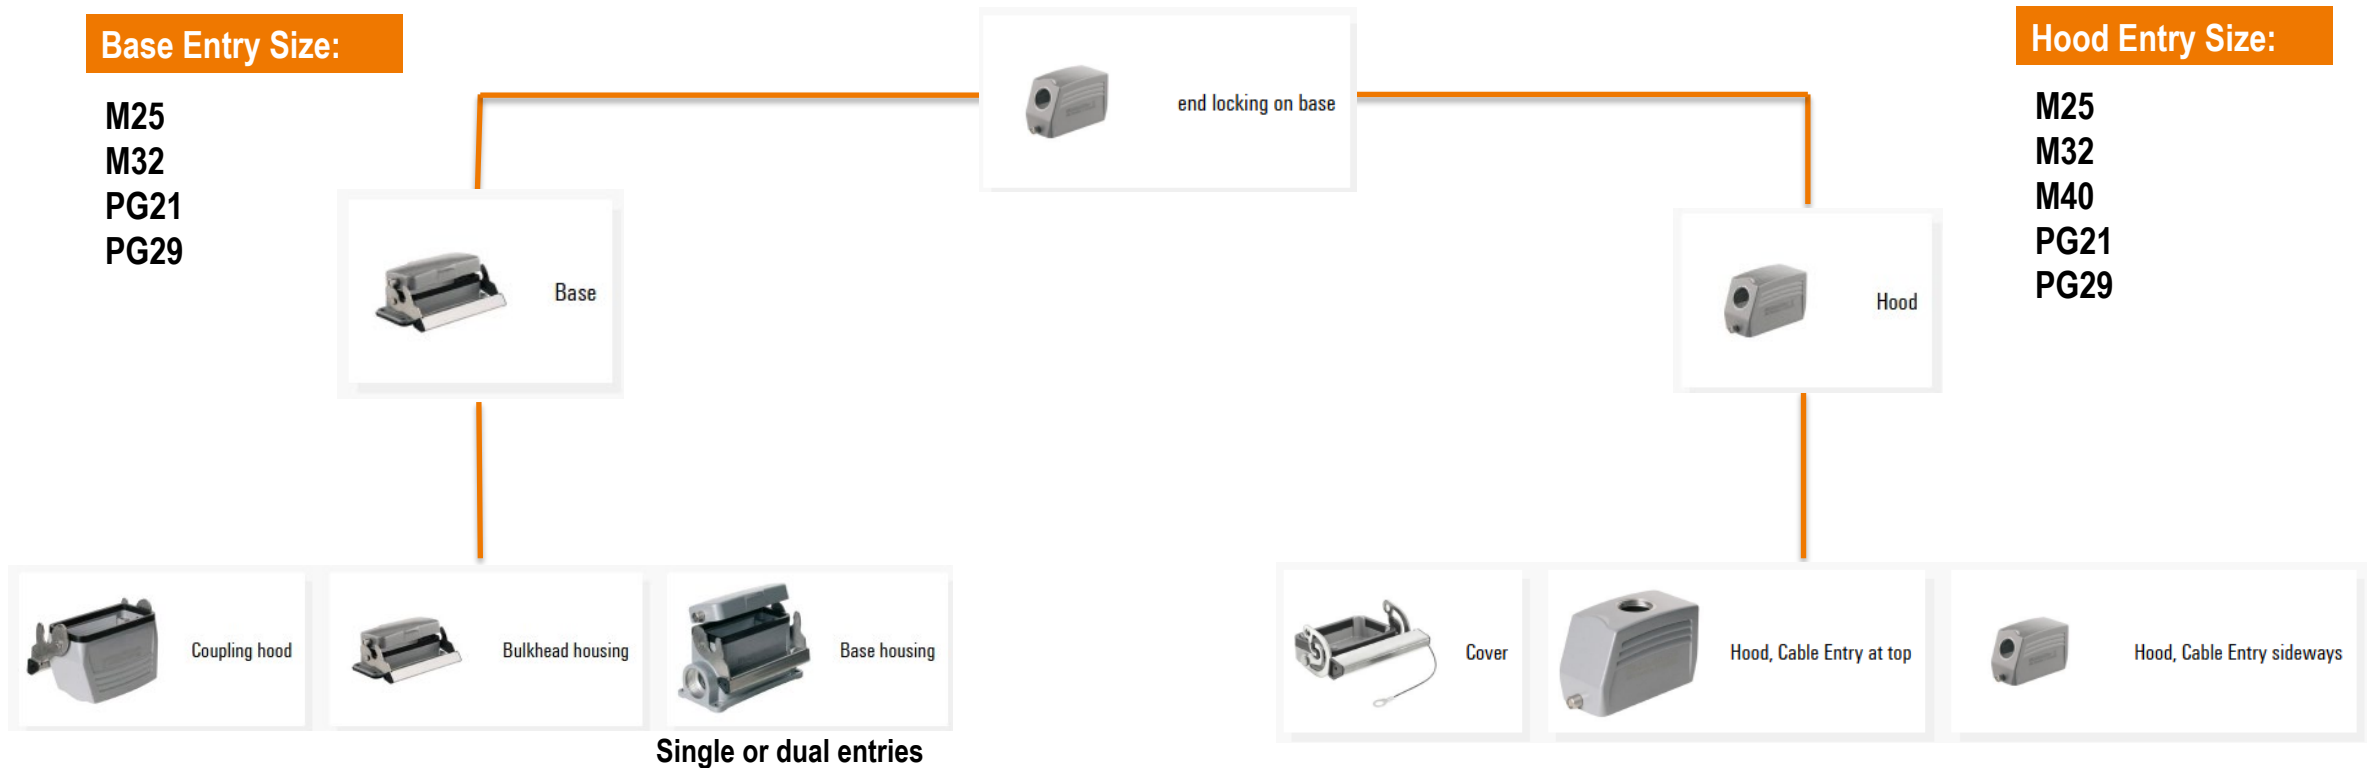 Base Entry Size:
M25
M32
PG21
PG29
end locking on base
Hood Entry Size:
M25
M32
M40
PG21
PG29
Base
Hood
Coupling hood
Bulkhead housing
Base housing
Single or dual entries
Cover
Hood, Cable Entry at top
Hood, Cable Entry sideways